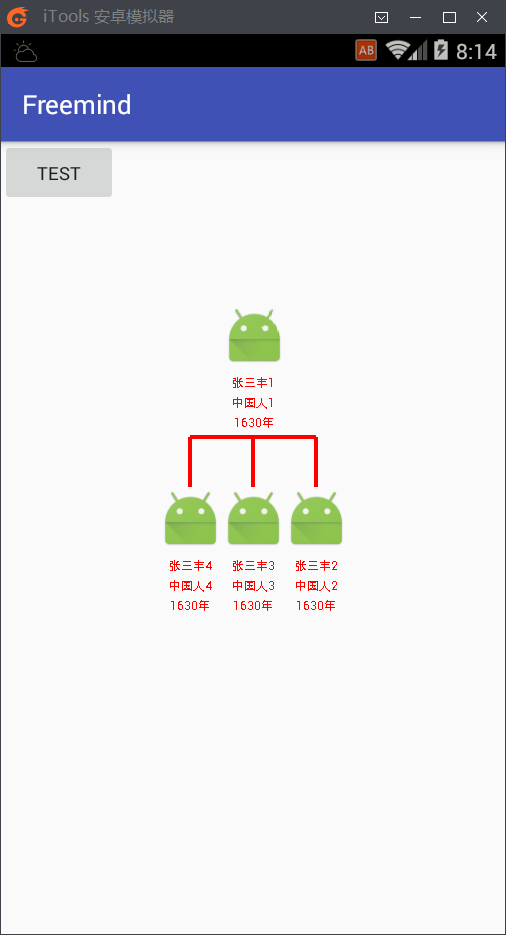 iTools 安卓模拟器
AB
8:14
Freemind
TEST
张三丰1
中国人1
1630年
张三丰4 张三丰3 张三丰2
中国人4 中国人3 中国人2
1630年 1630年 1630年